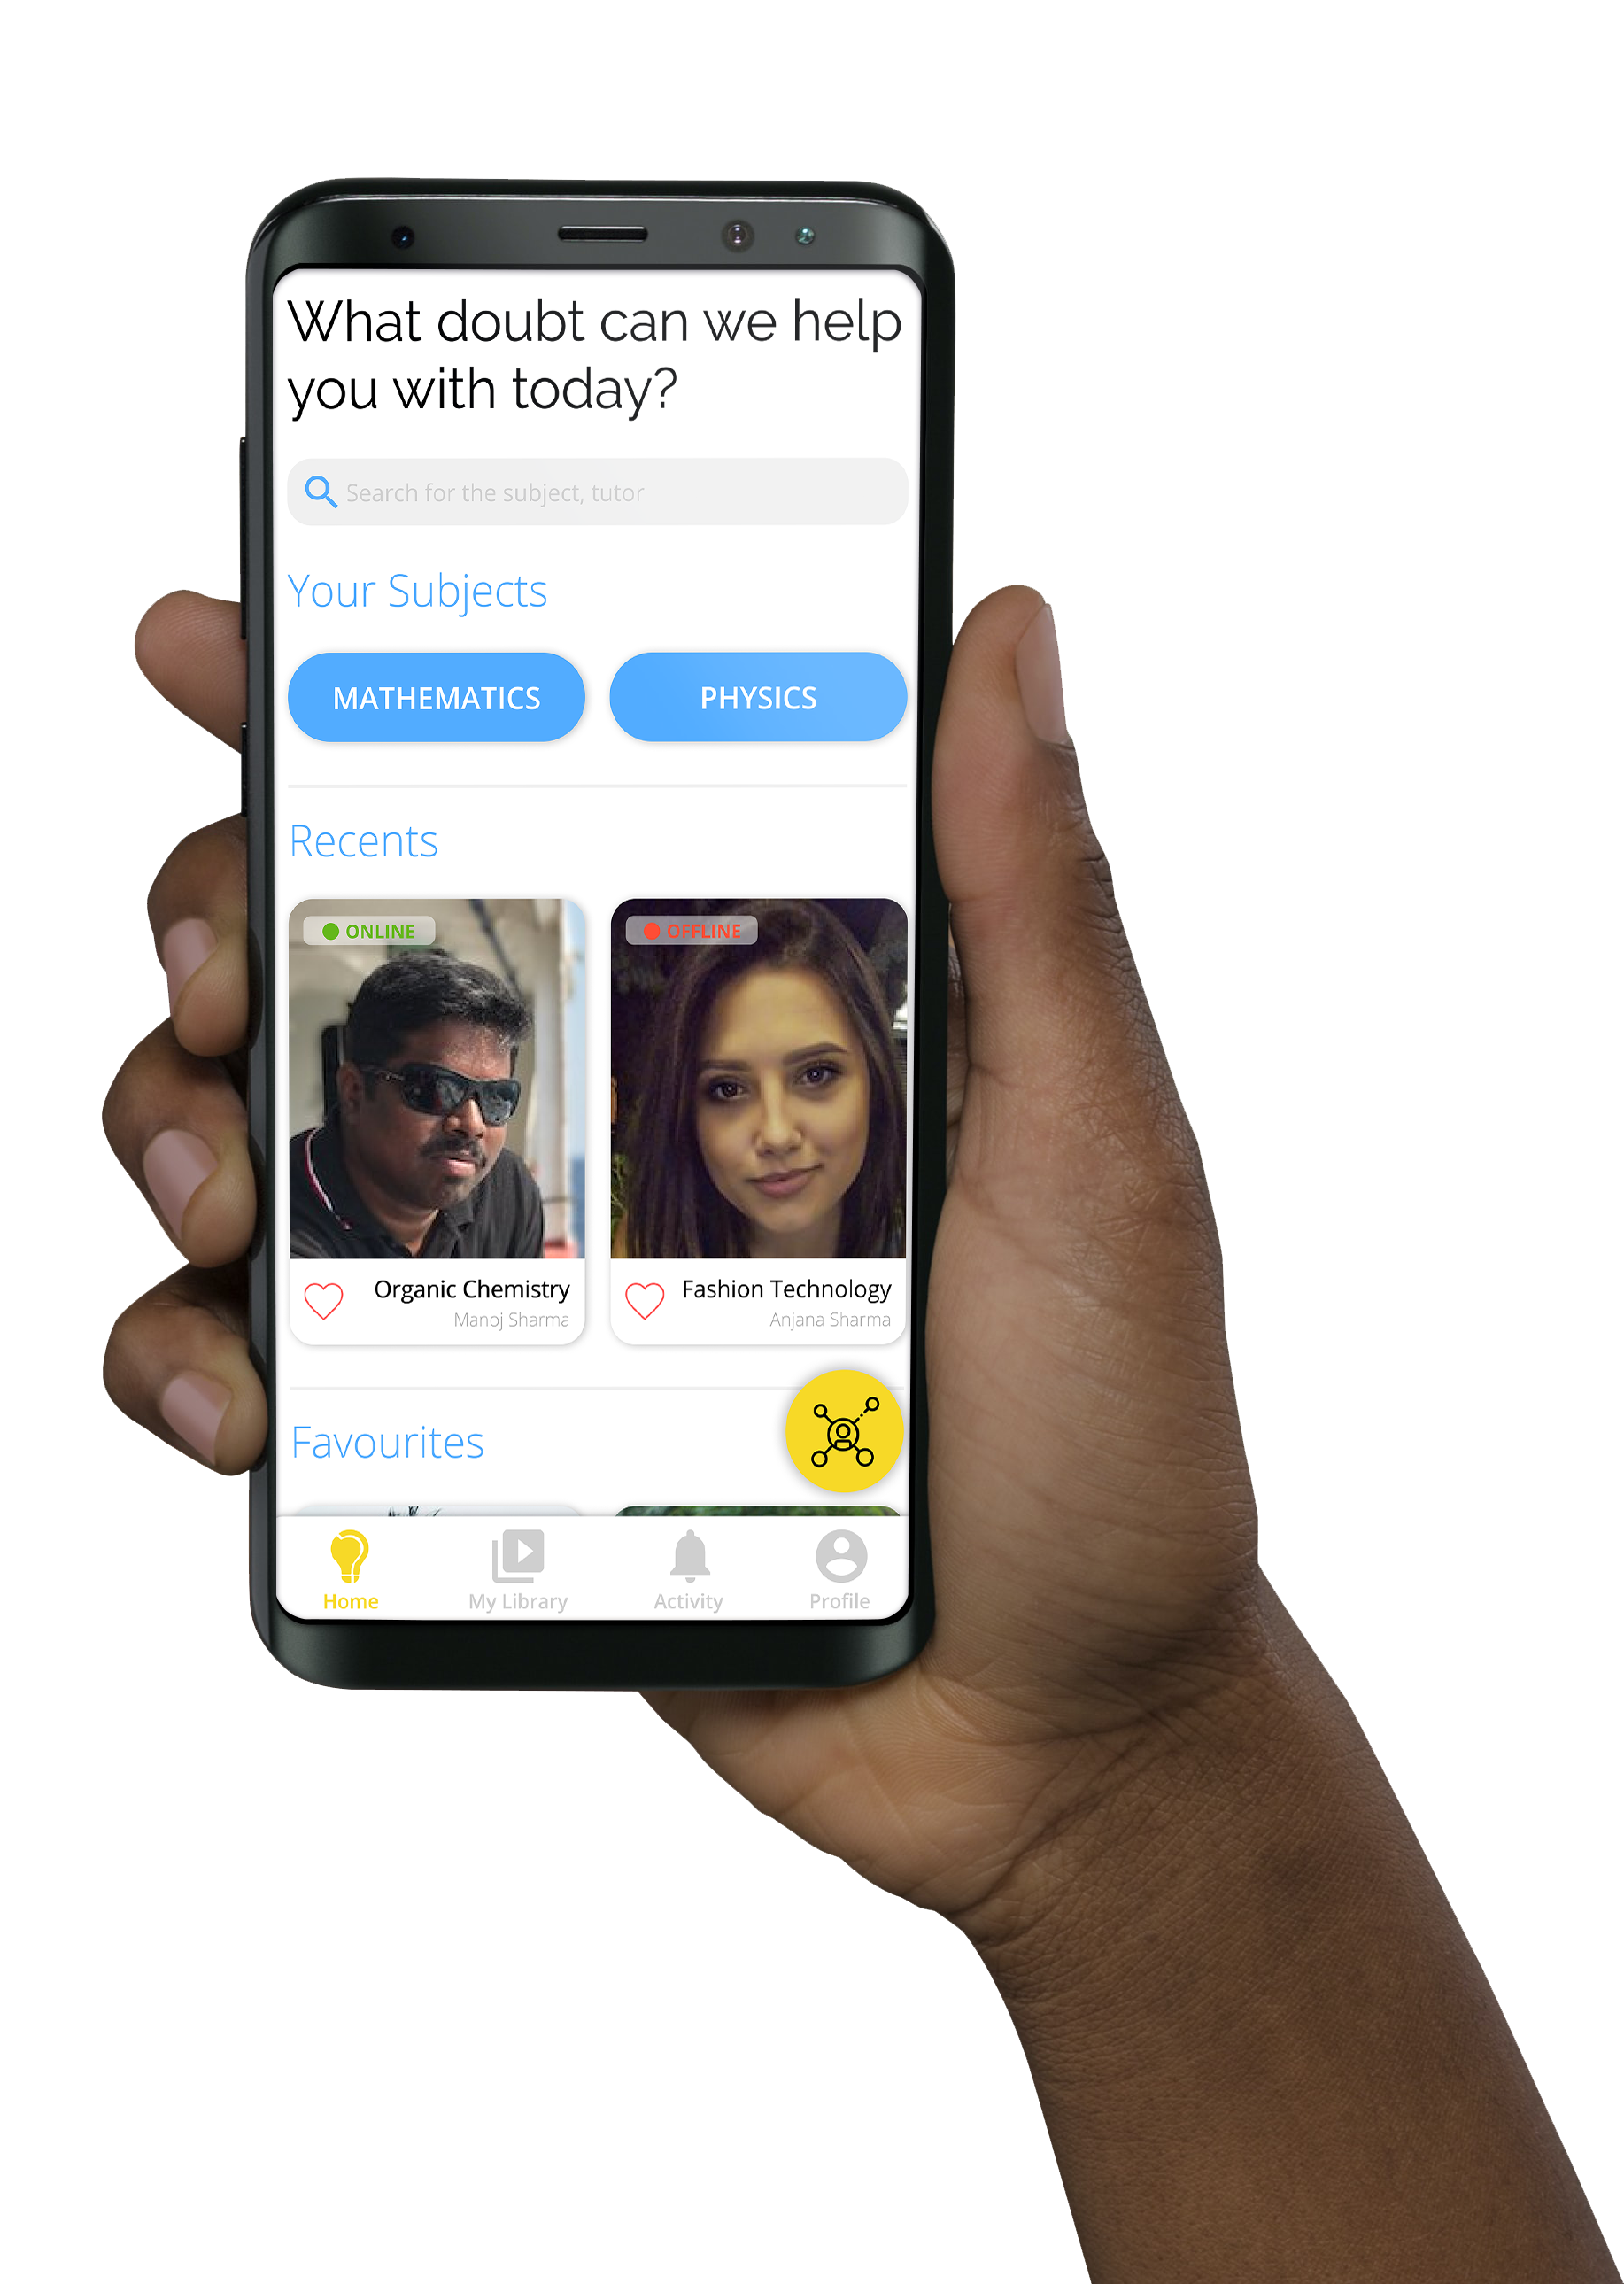 What doubt can we help
you with today?
Search for the subject, tutor
Your Subjects
MATHEMATICS
PHYSICS
Recents
ONLINE
OFFLINE
Organic Chemistry
Manoj Sharma
Fashion Technology
Anjana Sharma
Favourites
Home
My Library
Activity
Profile